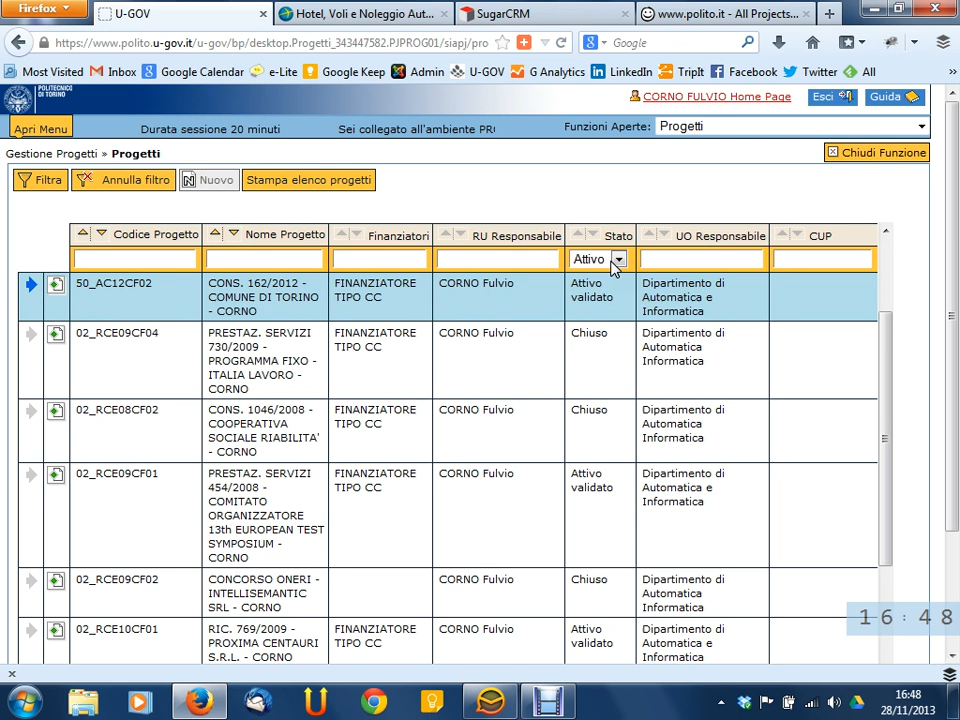 Firefox
U-GOV
Hotel, Voli e Noleggio Aut...
SugarCRM
www.polito.it - All Projects...
https://www.polito.u-gov.it/u-gov/bp/desktop.Progetti_343447582.PJPROG01/siapj/pro
Google
Most Visited
Inbox
Google Calendar
e-Lite
Google Keep
Admin
U-GOV
G Analytics
LinkedIn
TripIt
Facebook
Twitter
All
POLITECNICO
DI TORINO
CORNO FULVIO Home Page
Esci
Guida
Apri Menu
Durata sessione 20 minuti
Sei collegato all'ambiente PR
Funzioni Aperte:
Progetti
Gestione Progetti » Progetti
Chiudi Funzione
Filtra
Annulla filtro
Nuovo
Stampa elenco progetti
Codice Progetto
Nome Progetto
Finanziatori
RU Responsabile
Stato
UO Responsabile
CUP
Attivo
50_AC12CF02
CONS. 162/2012 -
COMUNE DI TORINO
- CORNO
FINANZIATORE
TIPO CC
CORNO Fulvio
Attivo
validato
Dipartimento di
Automatica e
Informatica
02_RCE09CF04
PRESTAZ. SERVIZI
730/2009 -
PROGRAMMA FIXO -
ITALIA LAVORO -
CORNO
FINANZIATORE
TIPO CC
CORNO Fulvio
Chiuso
Dipartimento di
Automatica
Informatica
02_RCE08CF02
CONS. 1046/2008 -
COOPERATIVA
SOCIALE RIABILITA'
- CORNO
FINANZIATORE
TIPO CC
CORNO Fulvio
Chiuso
Dipartimento di
Automatica e
Informatica
02_RCE09CF01
PRESTAZ. SERVIZI
454/2008 -
COMITATO
ORGANIZZATORE
13th EUROPEAN TEST
SYMPOSIUM -
CORNO
FINANZIATORE
TIPO CC
CORNO Fulvio
Attivo
validato
Dipartimento di
Automatica e
Informatica
02_RCE09CF02
CONCORSO ONERI -
INTELLISEMANTIC
SRL - CORNO
CORNO Fulvio
Chiuso
Dipartimento di
Automatica e
Informatica
02_RCE10CF01
RIC. 769/2009 -
PROXIMA CENTAURI
S.R.L. - CORNO
FINANZIATORE
TIPO CC
CORNO Fulvio
Attivo
validato
Dipartimento di
Automatica e
Informatica
16:48
16:48
28/11/2013